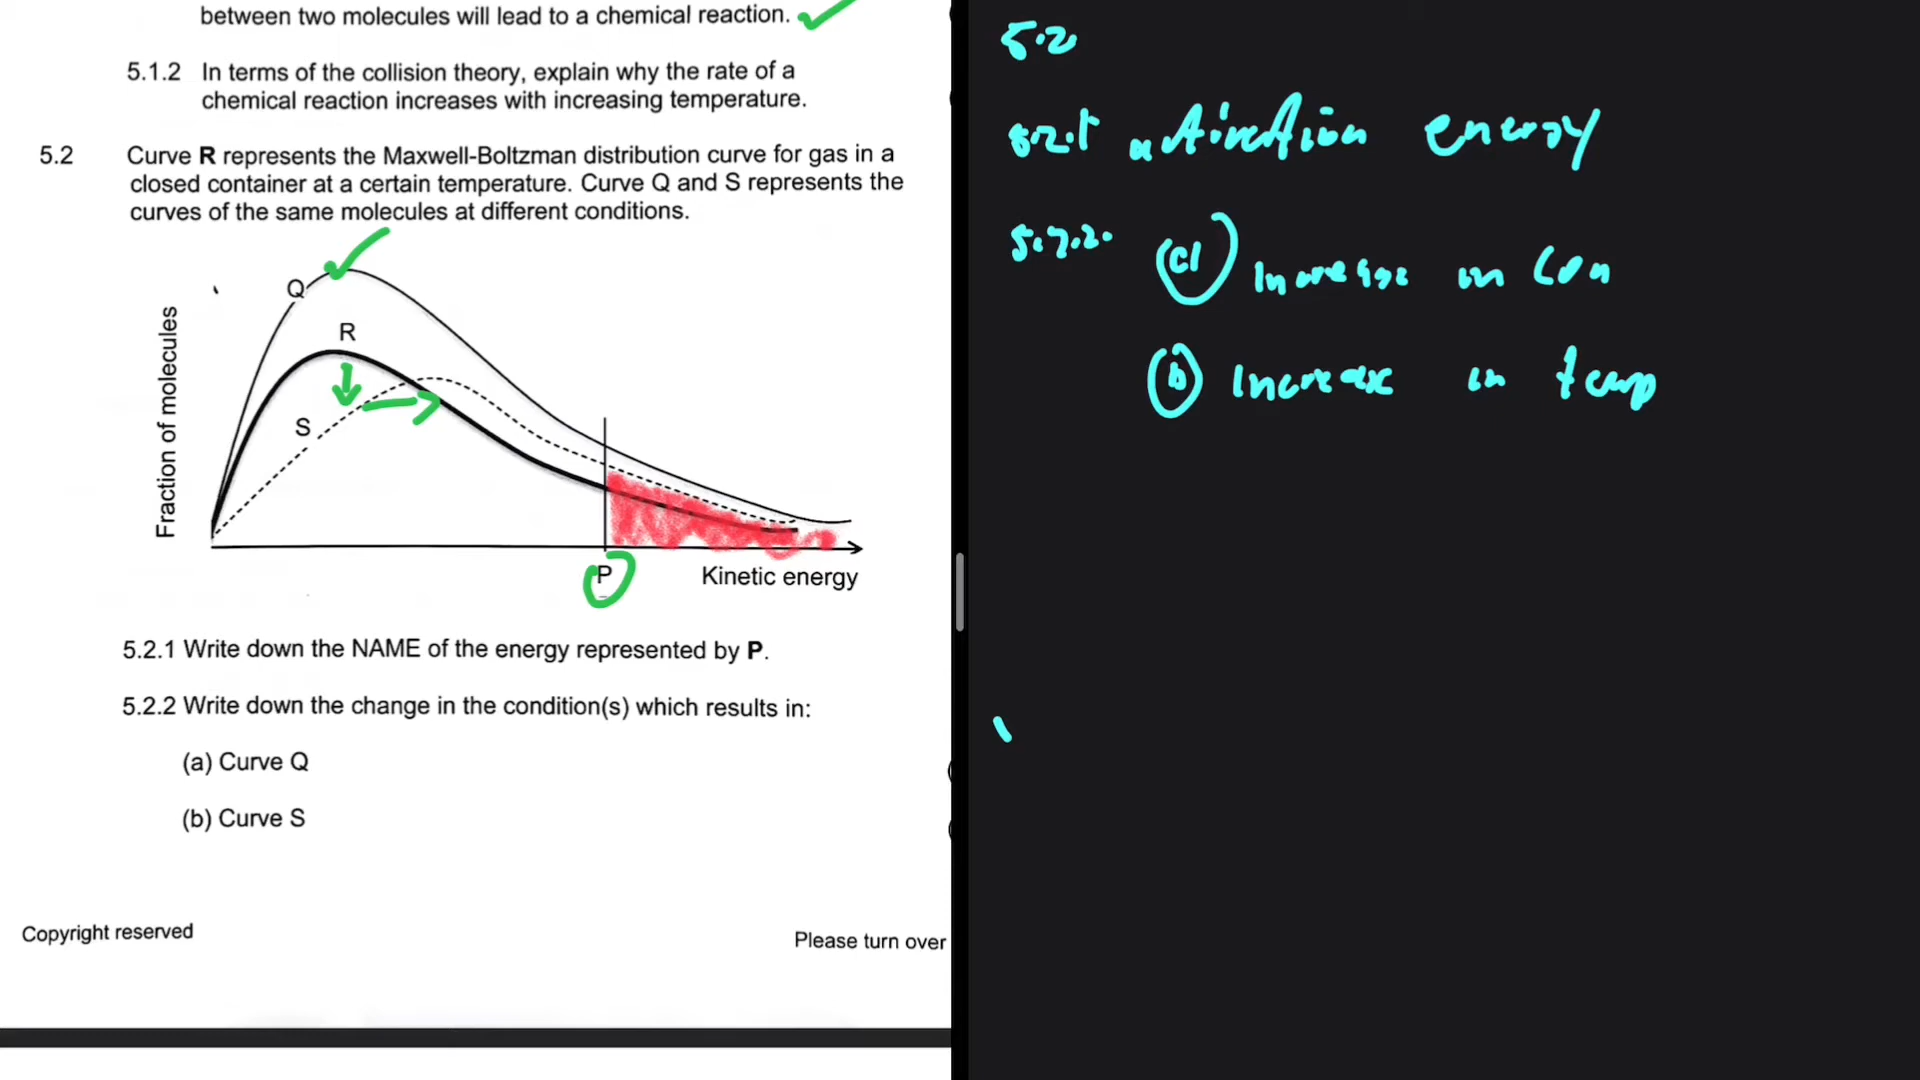 between two molecules will lead to a chemical reaction.
5.1.2 In terms of the collision theory, explain why the rate of a
chemical reaction increases with increasing temperature.
5.2 Curve R represents the Maxwell-Boltzman distribution curve for gas in a
closed container at a certain temperature. Curve Q and S represents the
curves of the same molecules at different conditions.
Q
R
S
Fraction of molecules
P
Kinetic energy
5.2.1 Write down the NAME of the energy represented by P.
5.2.2 Write down the change in the condition(s) which results in:
(a) Curve Q
(b) Curve S
Copyright reserved
Please turn over
5.2
5.2.1 activation energy
5.2.2. (a) Increase in Con
(b) Increase in temp